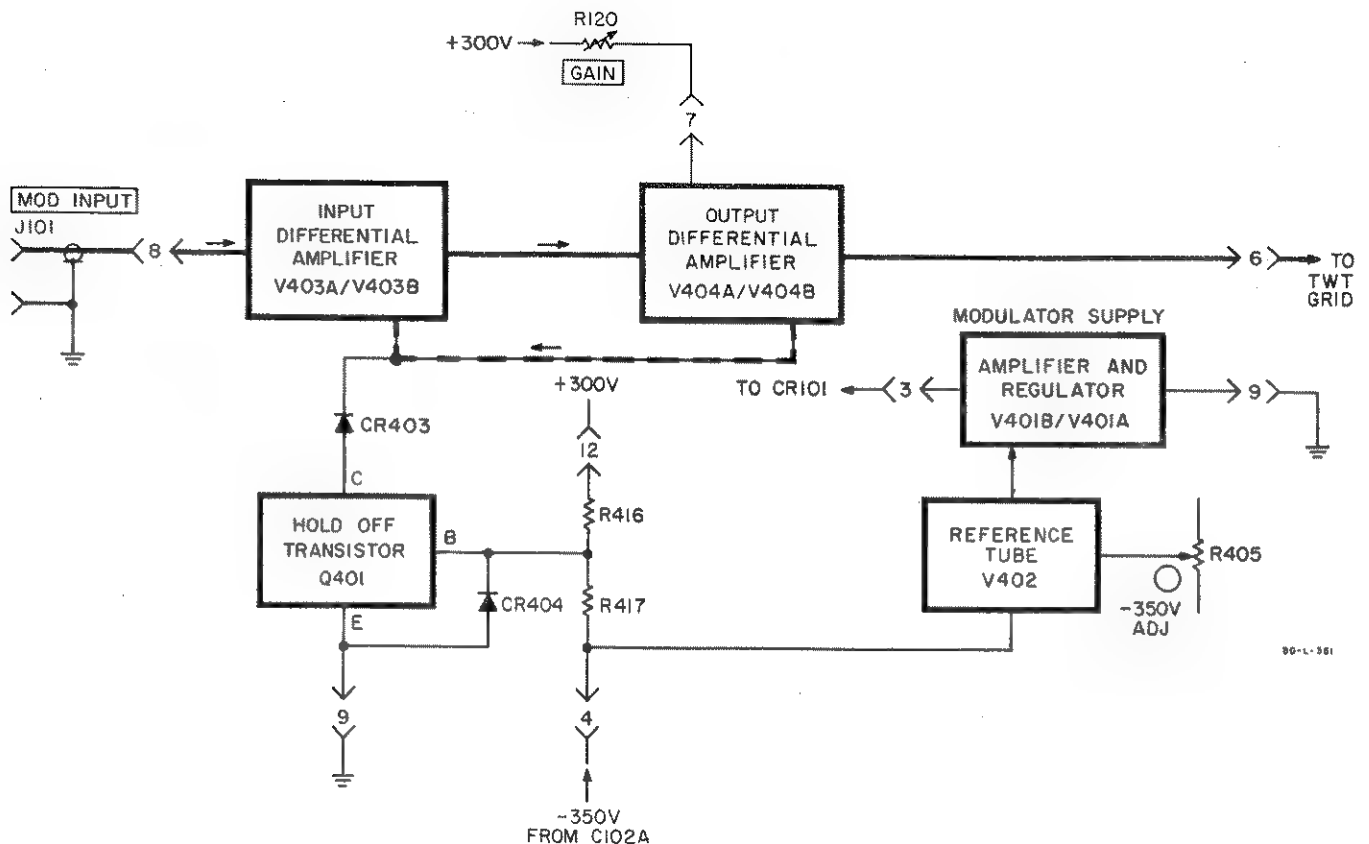 R120
+300V
GAIN
7
MOD INPUT
J101
8
INPUT
DIFFERENTIAL
AMPLIFIER
V403A/V403B
OUTPUT
DIFFERENTIAL
AMPLIFIER
V404A/V404B
6
TO
TWT
GRID
MODULATOR SUPPLY
AMPLIFIER AND
REGULATOR
V401B/V401A
TO CR101
3
9
+300V
12
CR403
C
HOLD OFF
TRANSISTOR
Q401
B
E
CR404
R416
R417
REFERENCE
TUBE
V402
R405
-350V
ADJ
9
4
-350V
FROM C102A